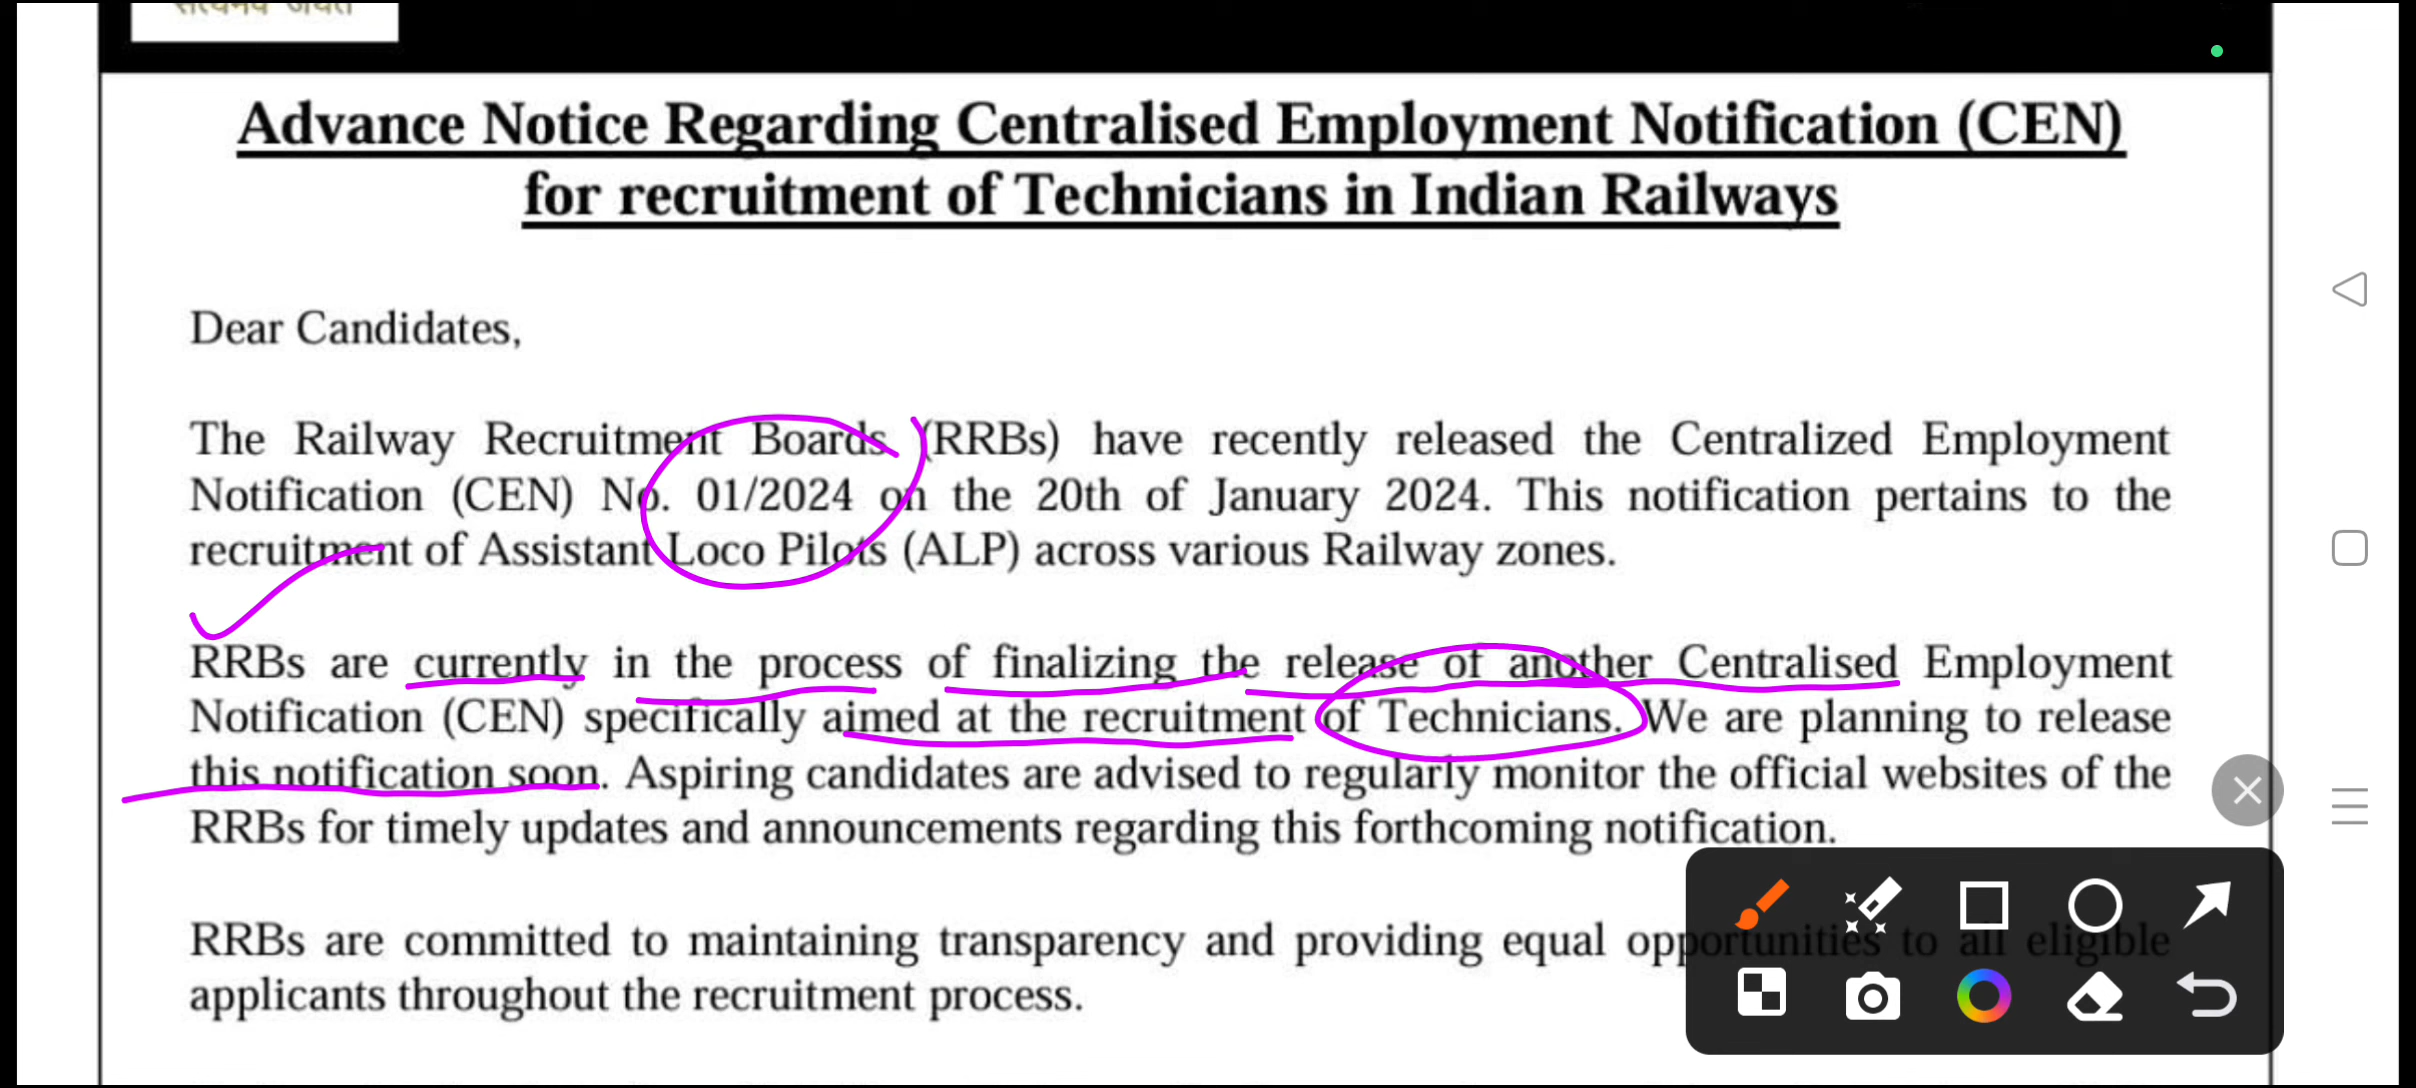 सत्यमेव जयते
Advance Notice Regarding Centralised Employment Notification (CEN)
for recruitment of Technicians in Indian Railways
Dear Candidates,
The Railway Recruitment Boards (RRBs) have recently released the Centralized Employment
Notification (CEN) No. 01/2024 on the 20th of January 2024. This notification pertains to the
recruitment of Assistant Loco Pilots (ALP) across various Railway zones.
RRBs are currently in the process of finalizing the release of another Centralised Employment
Notification (CEN) specifically aimed at the recruitment of Technicians. We are planning to release
this notification soon. Aspiring candidates are advised to regularly monitor the official websites of the
RRBs for timely updates and announcements regarding this forthcoming notification.
RRBs are committed to maintaining transparency and providing equal opportunities to all eligible
applicants throughout the recruitment process.